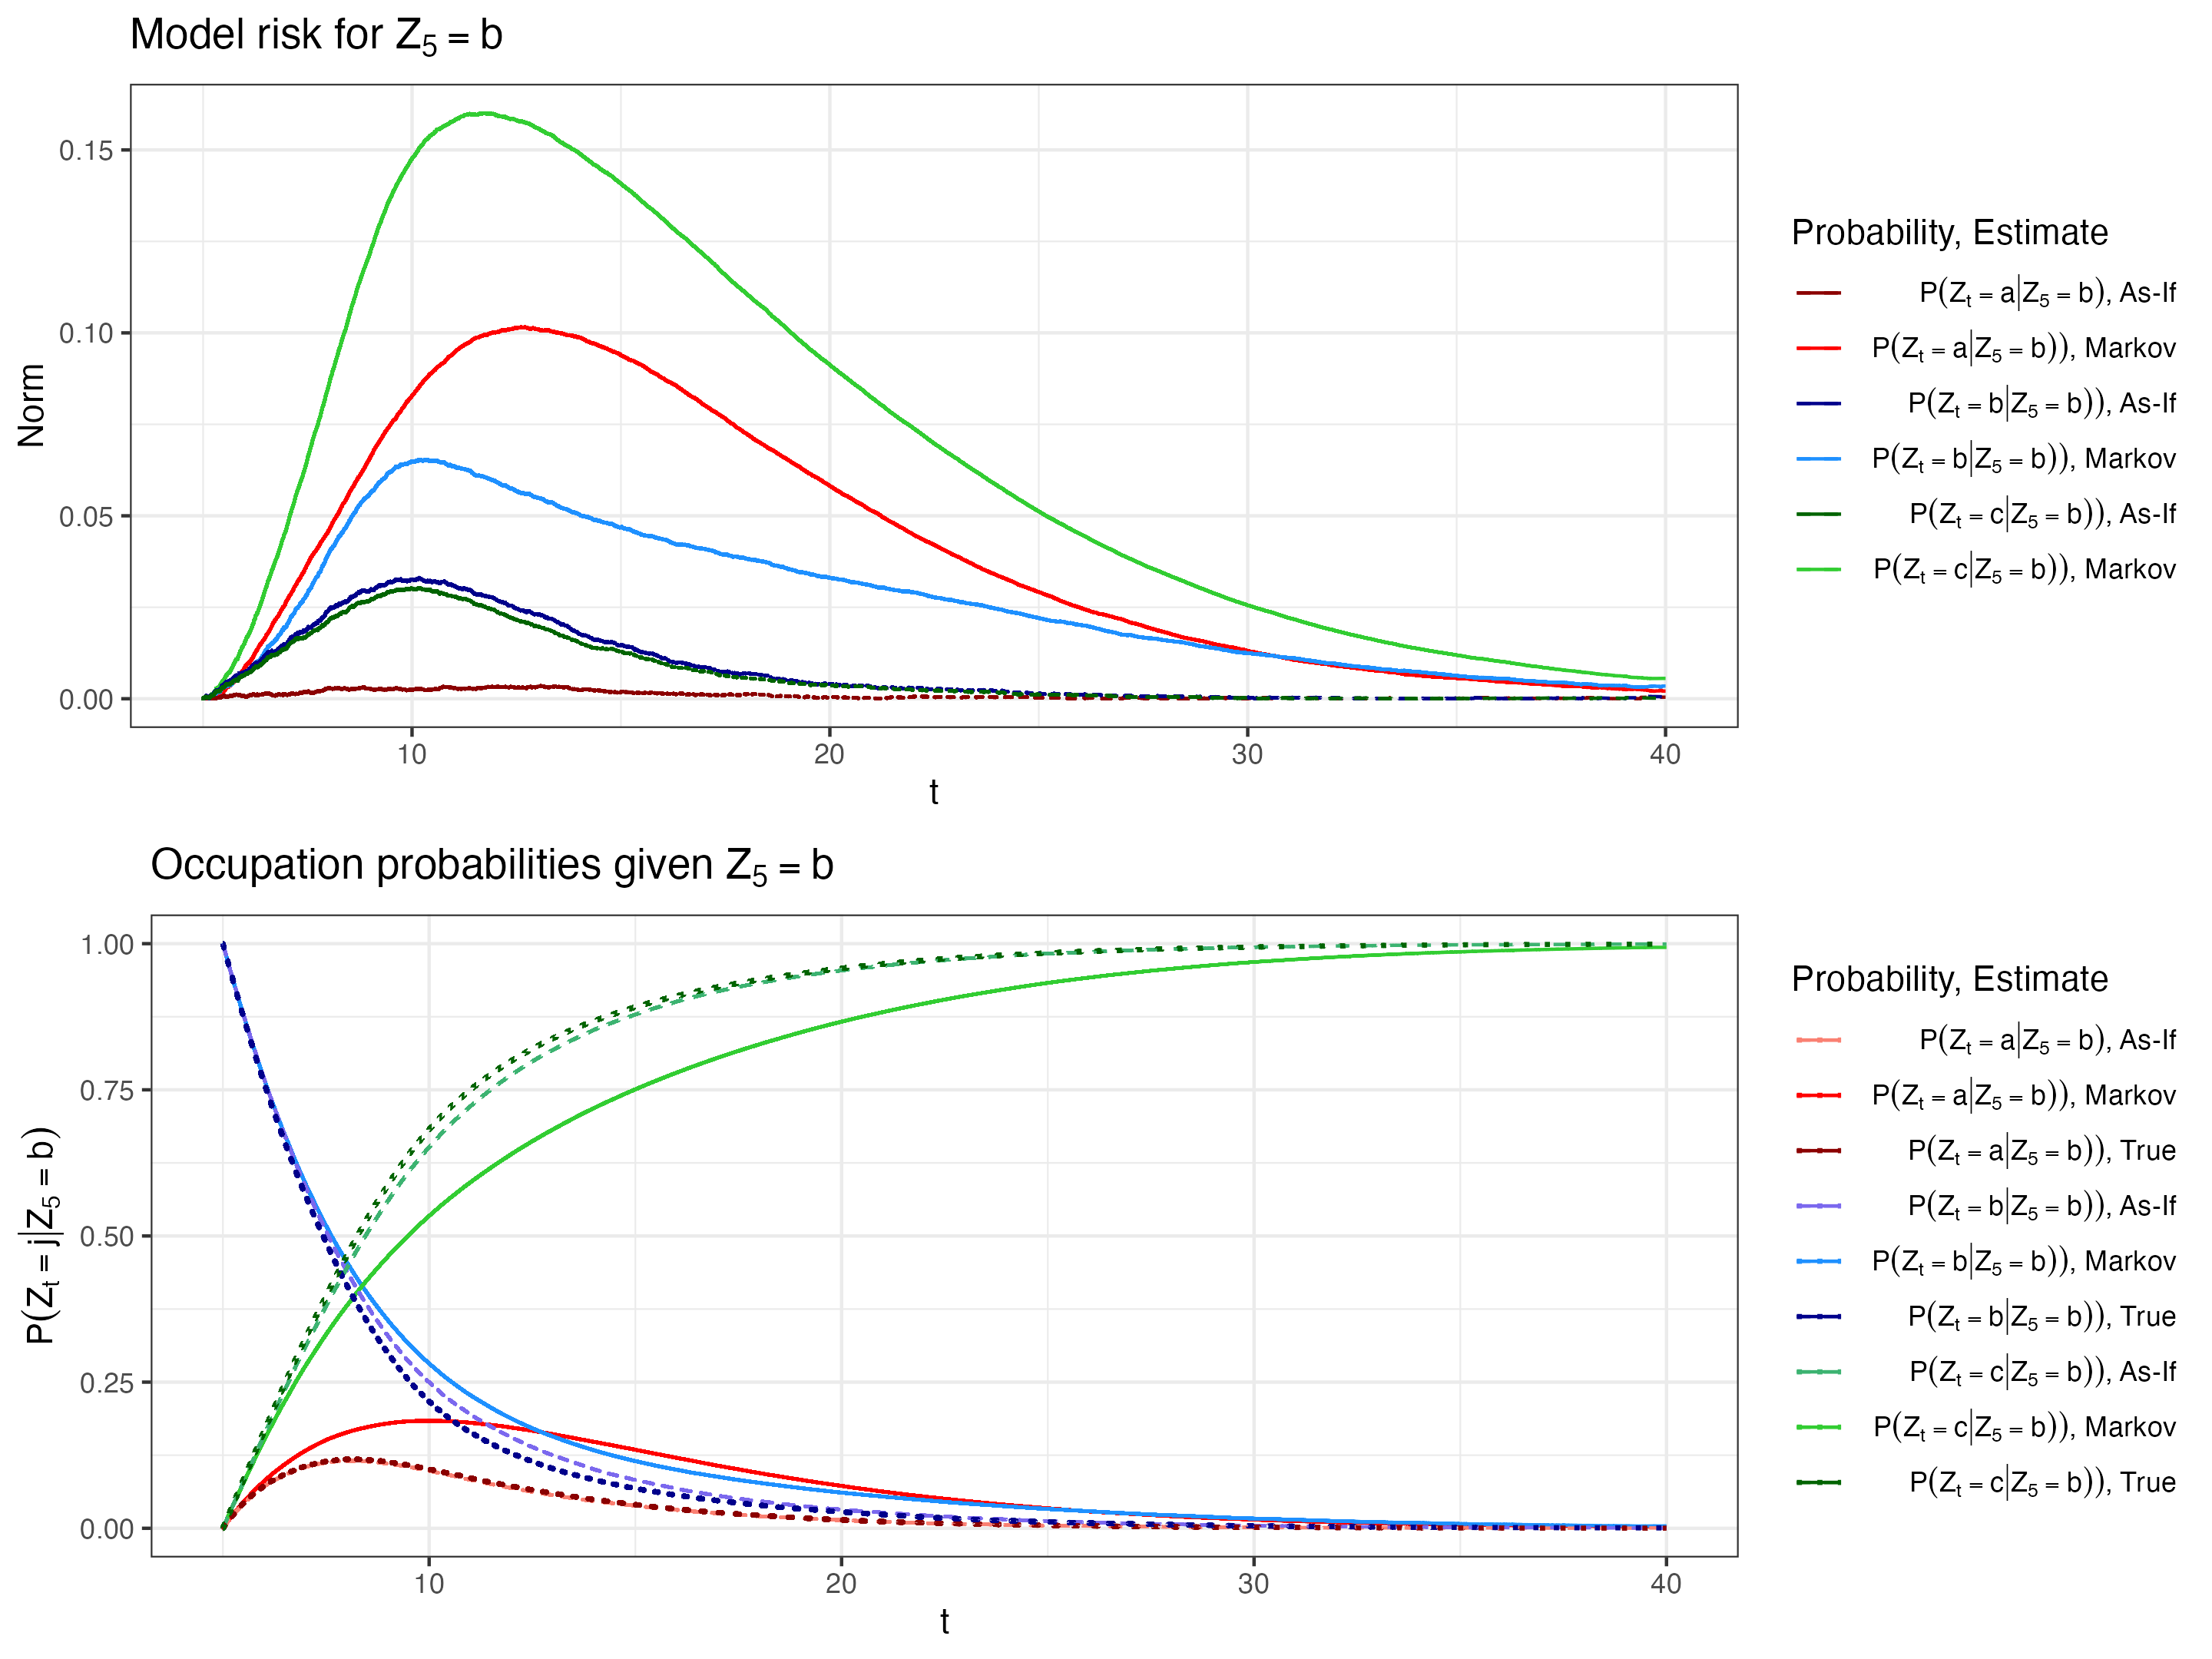 Model risk for Z₅ = b
Norm
0.15
0.10
0.05
0.00
10 20 30 40
t
Probability, Estimate
P(Zₜ = a|Z₅ = b), As-If
P(Zₜ = a|Z₅ = b)), Markov
P(Zₜ = b|Z₅ = b)), As-If
P(Zₜ = b|Z₅ = b)), Markov
P(Zₜ = c|Z₅ = b)), As-If
P(Zₜ = c|Z₅ = b)), Markov
Occupation probabilities given Z₅ = b
P(Zₜ = j|Z₅ = b)
1.00
0.75
0.50
0.25
0.00
10 20 30 40
t
Probability, Estimate
P(Zₜ = a|Z₅ = b), As-If
P(Zₜ = a|Z₅ = b)), Markov
P(Zₜ = a|Z₅ = b)), True
P(Zₜ = b|Z₅ = b)), As-If
P(Zₜ = b|Z₅ = b)), Markov
P(Zₜ = b|Z₅ = b)), True
P(Zₜ = c|Z₅ = b)), As-If
P(Zₜ = c|Z₅ = b)), Markov
P(Zₜ = c|Z₅ = b)), True